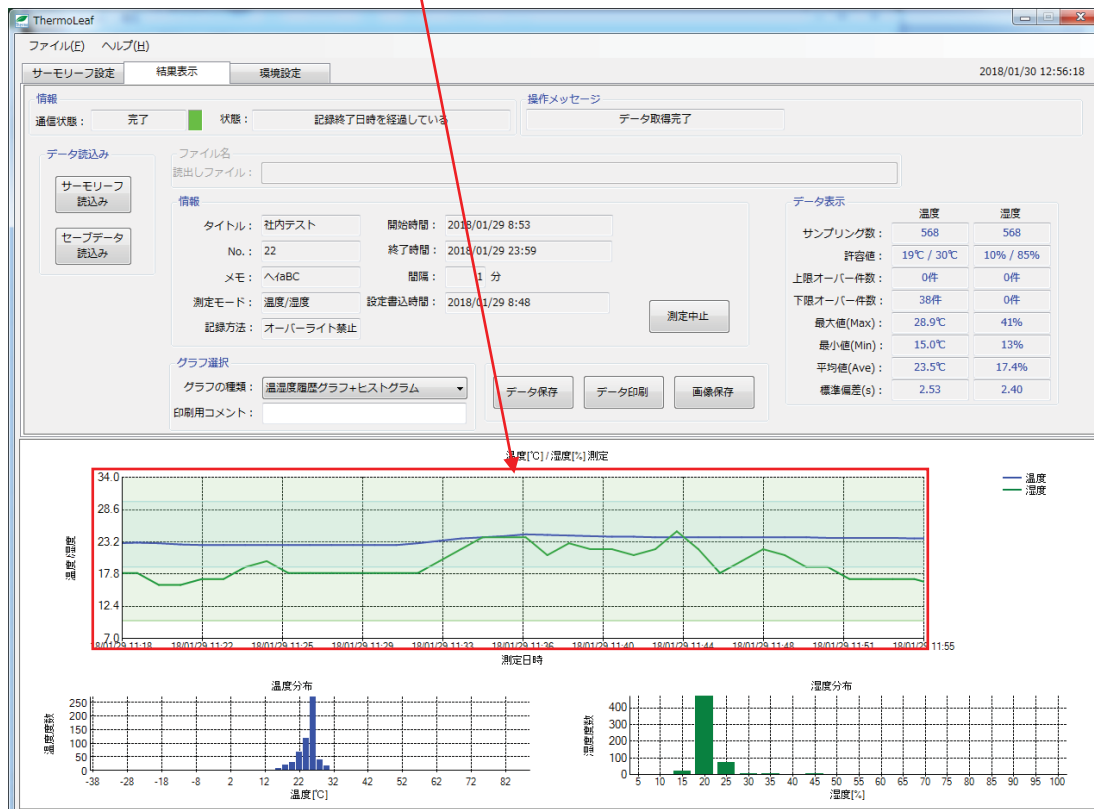 ThermoLeaf
ファイル(F) ヘルプ(H)
サーモリーフ設定 結果表示 環境設定 2018/01/30 12:56:18
情報 操作メッセージ
通信状態： 完了 状態： 記録終了日時を経過している データ取得完了
データ読込み
サーモリーフ
読込み
セーブデータ
読込み
ファイル名
読出しファイル：
情報
タイトル： 社内テスト 開始時間： 2018/01/29 8:53
No.： 22 終了時間： 2018/01/29 23:59
メモ： ヘイaBC 間隔： 1 分
測定モード： 温度/湿度 設定書込時間： 2018/01/29 8:48
記録方法： オーバーライト禁止
測定中止
データ表示
温度 湿度
サンプリング数： 568 568
許容値： 19℃ / 30℃ 10% / 85%
上限オーバー件数： 0件 0件
下限オーバー件数： 38件 0件
最大値(Max)： 28.9℃ 41%
最小値(Min)： 15.0℃ 13%
平均値(Ave)： 23.5℃ 17.4%
標準偏差(s)： 2.53 2.40
グラフ選択
グラフの種類： 温湿度履歴グラフ+ヒストグラム
印刷用コメント：
データ保存 データ印刷 画像保存
温度[℃] / 湿度[%] 測定
温度
湿度
温度/湿度
34.0
28.6
23.2
17.8
12.4
7.0
18/01/29 11:18 18/01/29 11:22 18/01/29 11:25 18/01/29 11:29 18/01/29 11:33 18/01/29 11:36 18/01/29 11:40 18/01/29 11:44 18/01/29 11:48 18/01/29 11:51 18/01/29 11:55
測定日時
温度分布
温度度数
250
200
150
100
50
0
-38 -28 -18 -8 2 12 22 32 42 52 62 72 82
温度[℃]
湿度分布
湿度度数
400
300
200
100
0
5 10 15 20 25 30 35 40 45 50 55 60 65 70 75 80 85 90 95 100
湿度[%]